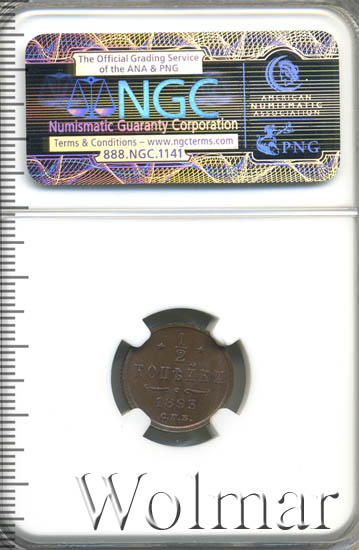 The Official Grading Service
of the ANA & PNG
NGC
Numismatic Guaranty Corporation
Terms & Conditions – www.ngcterms.com
888.NGC.1141
AMERICAN
NUMISMATIC
ASSOCIATION
PNG
1/2
КОПѢЙКИ
1893
С.П.Б.
Wolmar